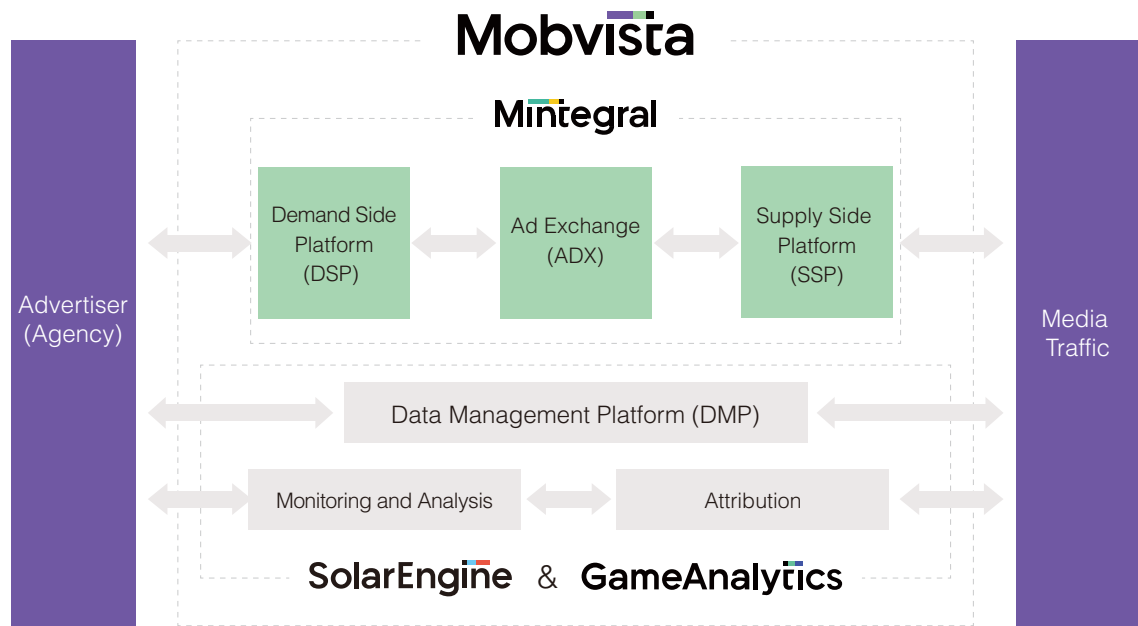 Mobvista
Mintegral
Demand Side
Platform
(DSP)
Ad Exchange
(ADX)
Supply Side
Platform
(SSP)
Advertiser
(Agency)
Media
Traffic
Data Management Platform (DMP)
Monitoring and Analysis
Attribution
SolarEngine & GameAnalytics